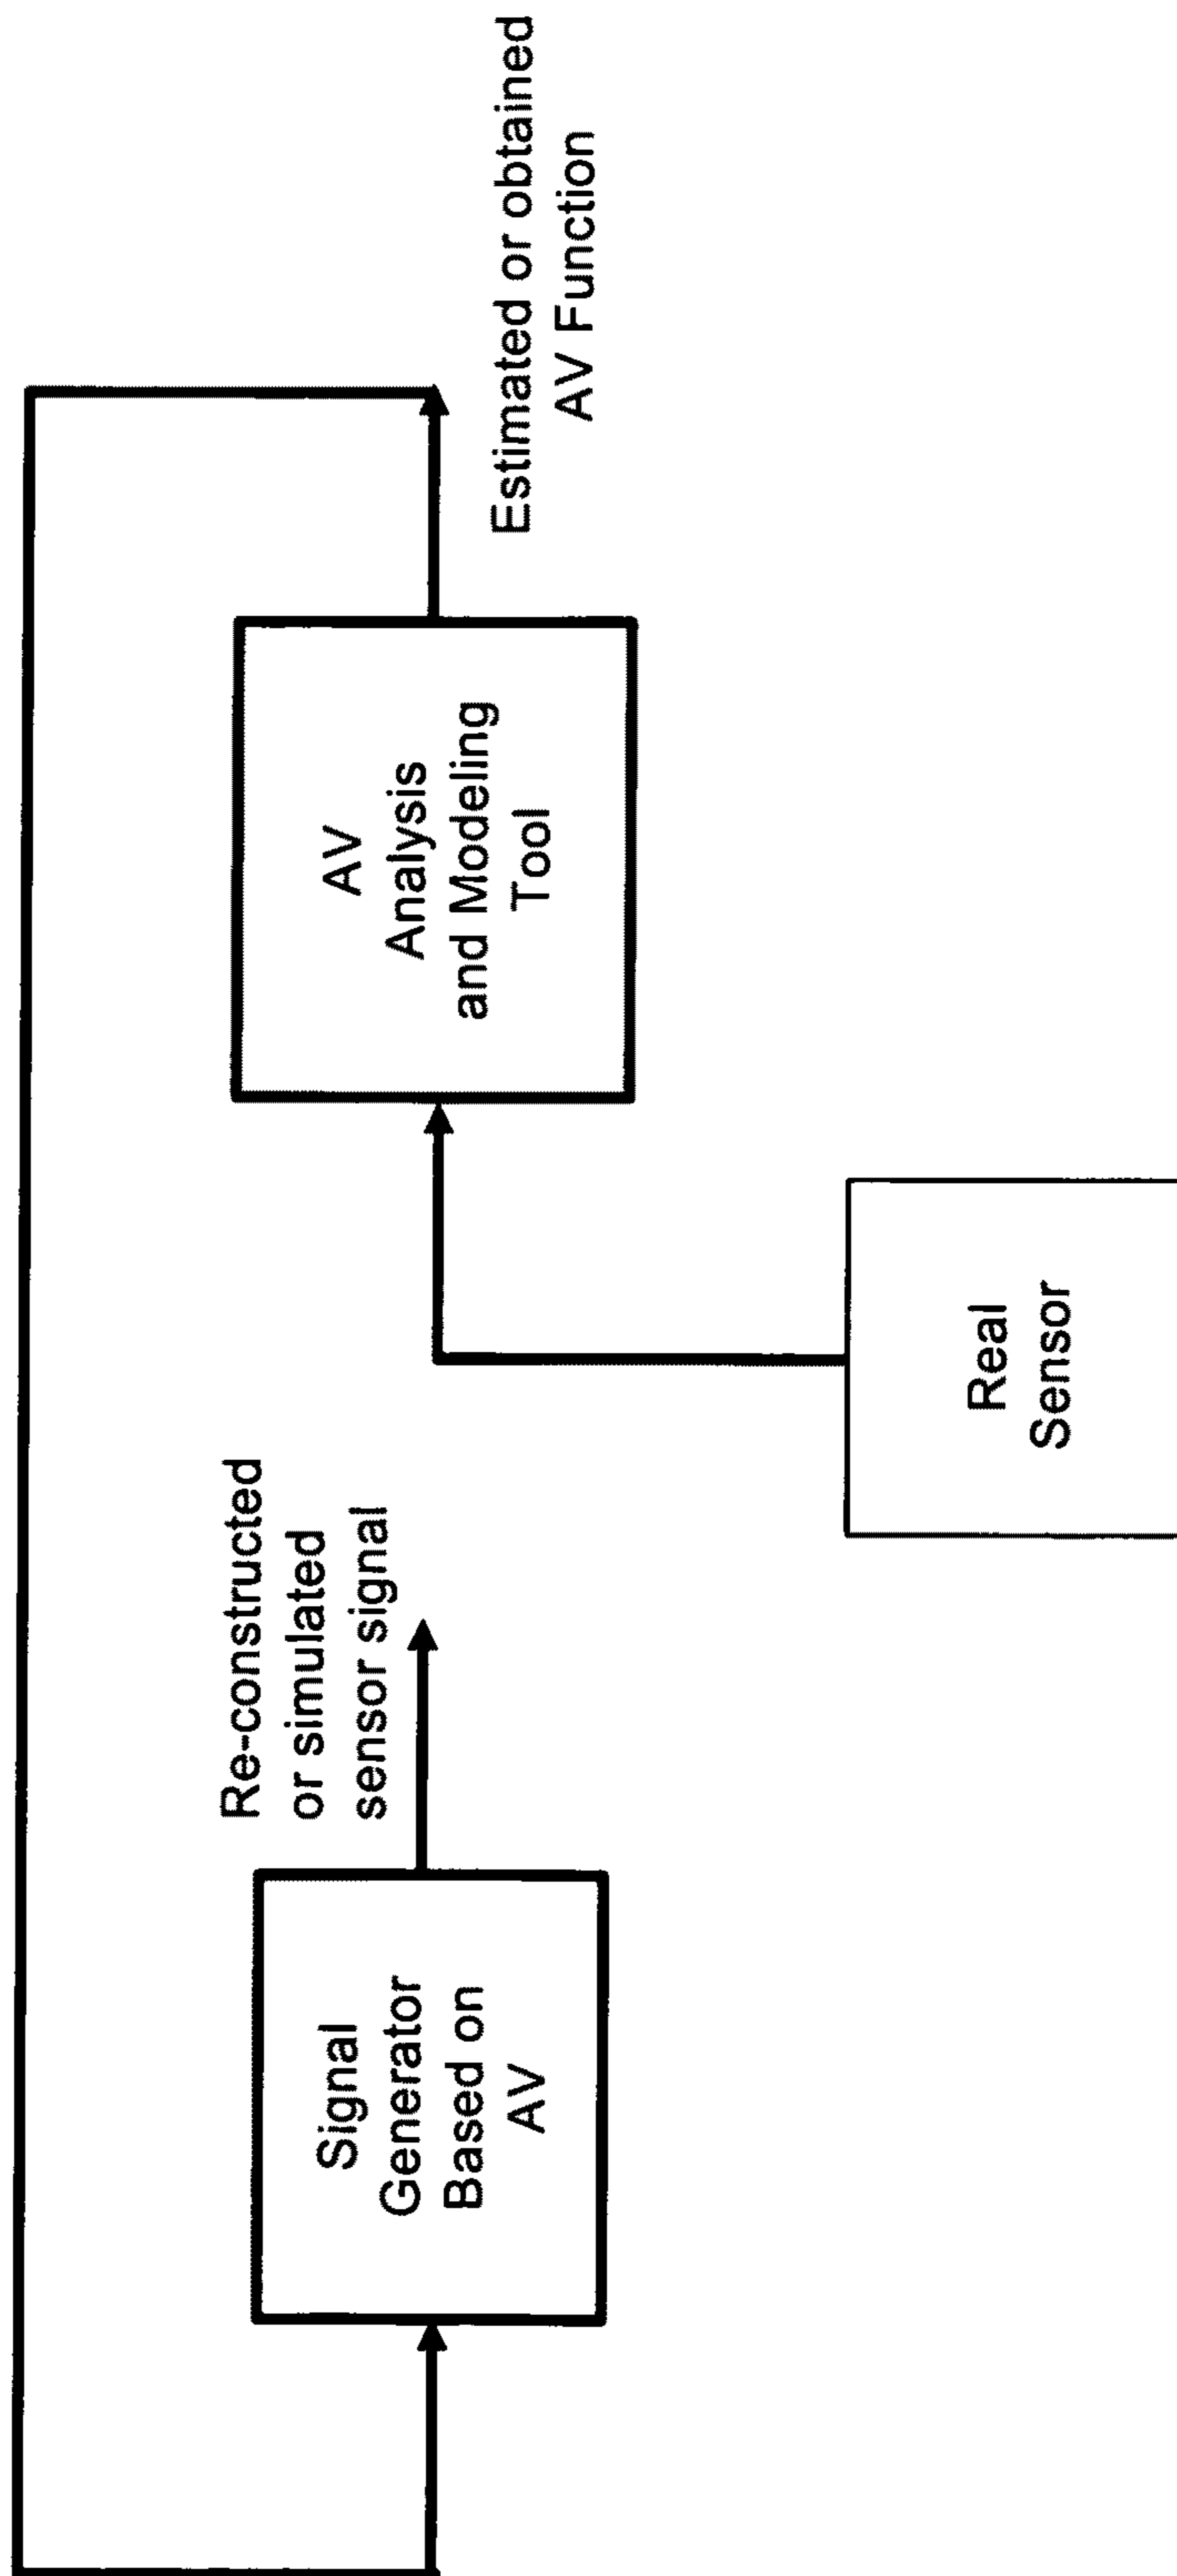 Signal
Generator
Based on
AV
Re-constructed
or simulated
sensor signal
Real
Sensor
AV
Analysis
and Modeling
Tool
Estimated or obtained
AV Function